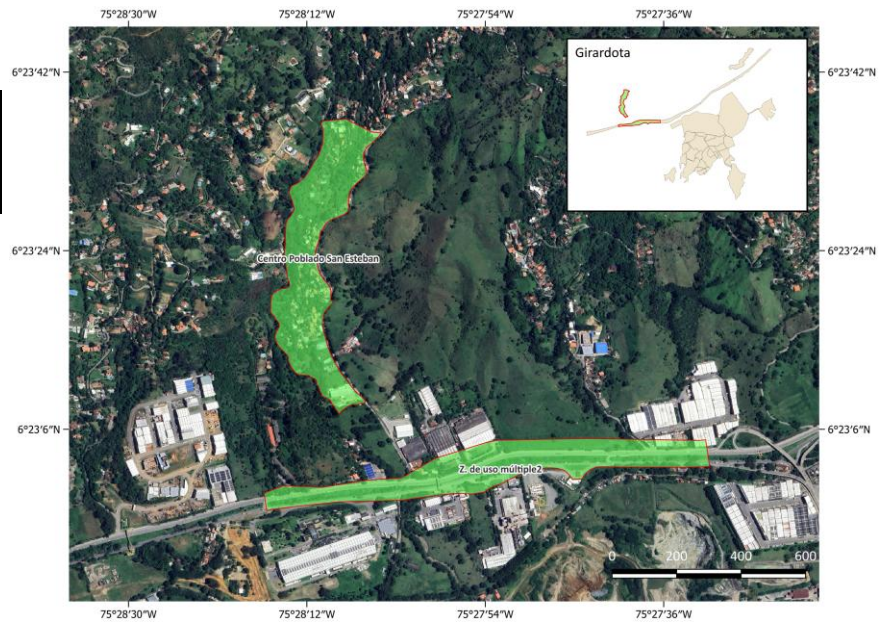 75°28'30"W 75°28'12"W 75°27'54"W 75°27'36"W
6°23'42"N 6°23'42"N
Girardota
6°23'24"N 6°23'24"N
Centro Poblado San Esteban
6°23'6"N 6°23'6"N
Z. de uso múltiple2
0 200 400 600
75°28'30"W 75°28'12"W 75°27'54"W 75°27'36"W